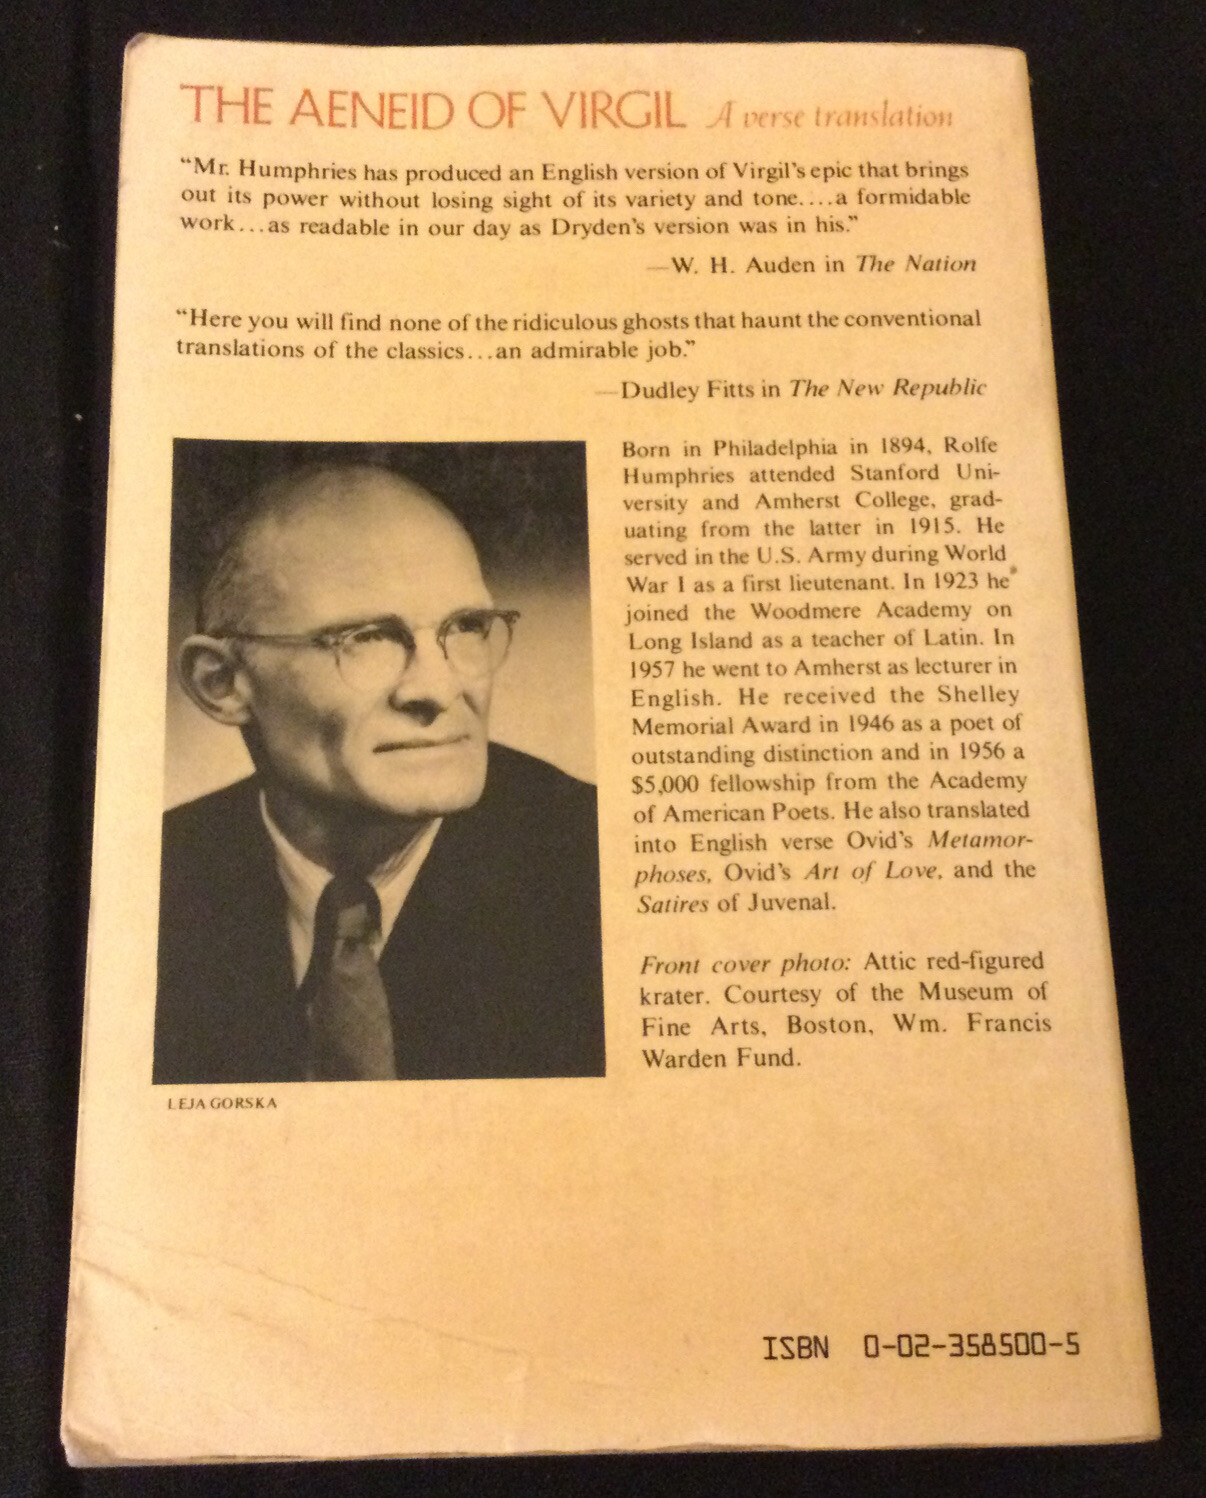 THE AENEID OF VIRGIL A verse translation
“Mr. Humphries has produced an English version of Virgil’s epic that brings
out its power without losing sight of its variety and tone....a formidable
work...as readable in our day as Dryden’s version was in his.”
—W. H. Auden in The Nation
“Here you will find none of the ridiculous ghosts that haunt the conventional
translations of the classics...an admirable job.”
—Dudley Fitts in The New Republic
Born in Philadelphia in 1894, Rolfe
Humphries attended Stanford Uni-
versity and Amherst College, grad-
uating from the latter in 1915. He
served in the U.S. Army during World
War I as a first lieutenant. In 1923 he
joined the Woodmere Academy on
Long Island as a teacher of Latin. In
1957 he went to Amherst as lecturer in
English. He received the Shelley
Memorial Award in 1946 as a poet of
outstanding distinction and in 1956 a
$5,000 fellowship from the Academy
of American Poets. He also translated
into English verse Ovid’s Metamor-
phoses, Ovid’s Art of Love, and the
Satires of Juvenal.
Front cover photo: Attic red-figured
krater. Courtesy of the Museum of
Fine Arts, Boston, Wm. Francis
Warden Fund.
LEJA GORSKA
ISBN 0-02-358500-5